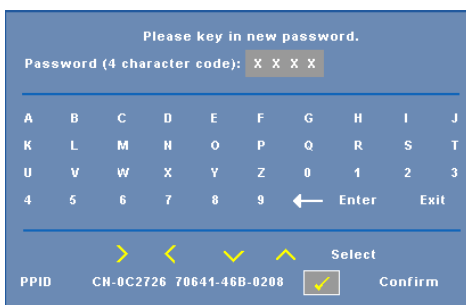 Please key in new password.
Password (4 character code): X X X X
A B C D E F G H I J
K L M N O P Q R S T
U V W X Y Z 0 1 2 3
4 5 6 7 8 9 Enter Exit
Select
PPID CN-0C2726 70641-46B-0208 Confirm